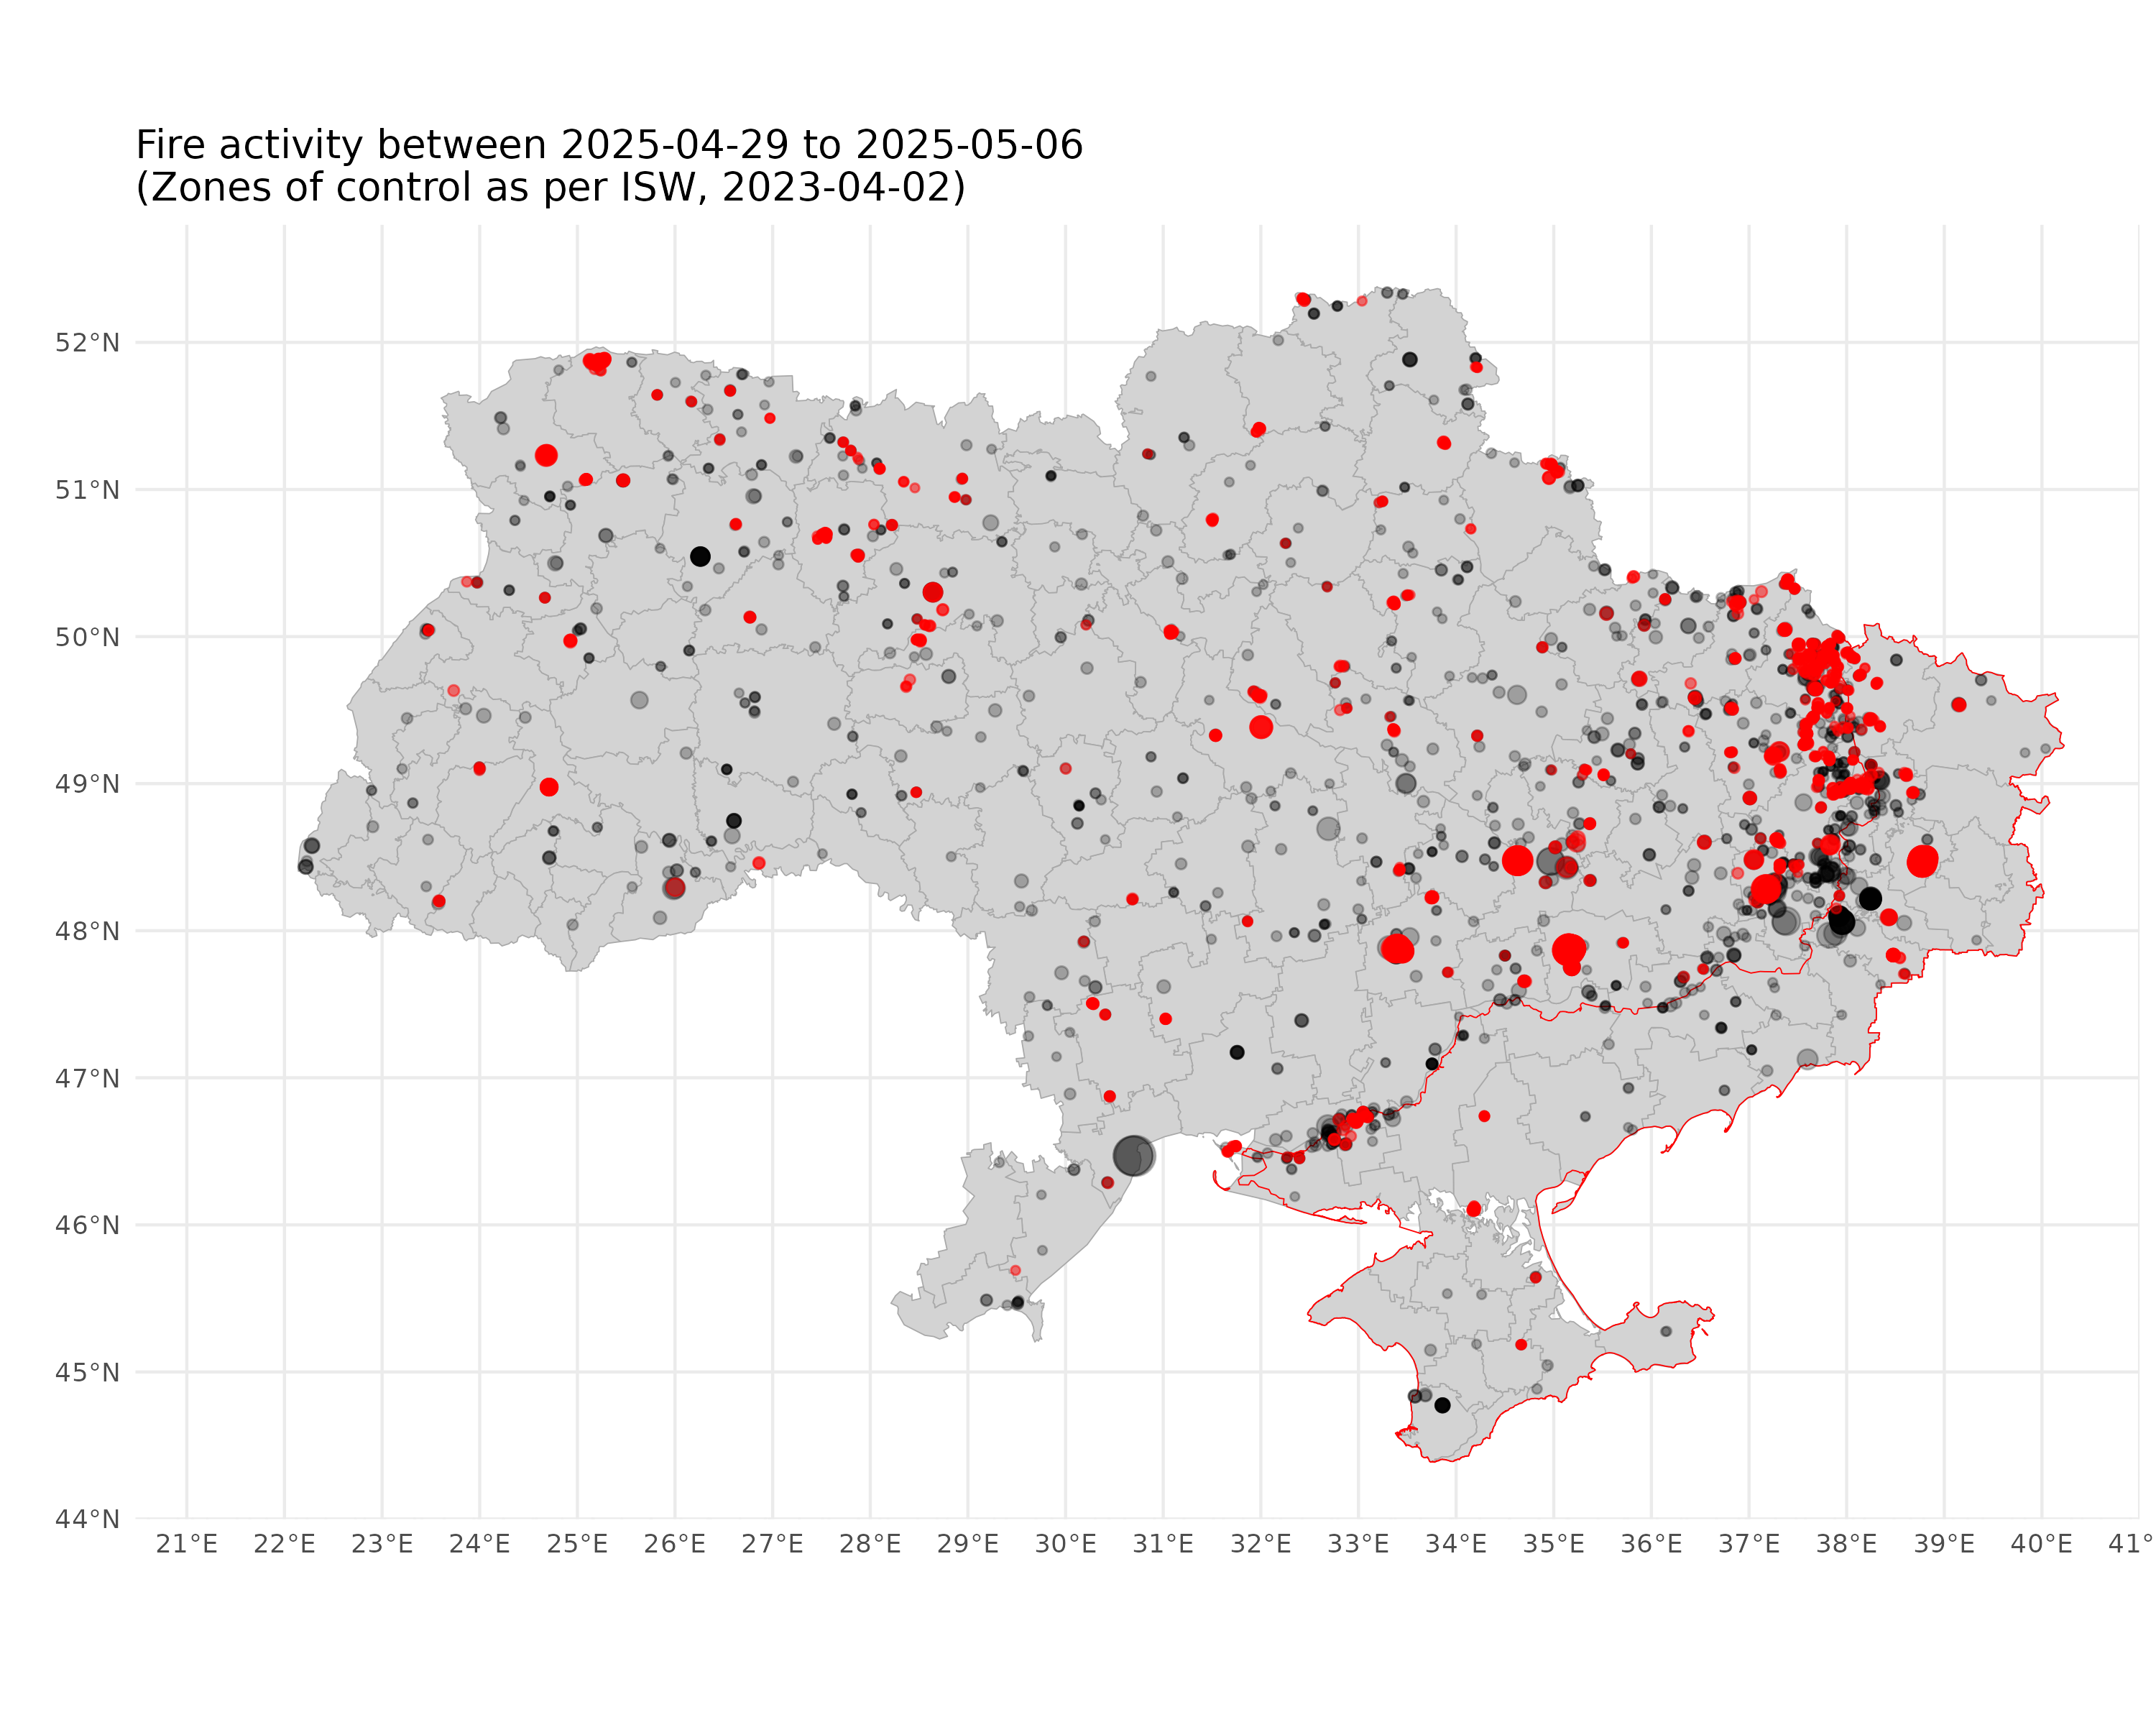 Fire activity between 2025-04-29 to 2025-05-06
(Zones of control as per ISW, 2023-04-02)
52°N
51°N
50°N
49°N
48°N
47°N
46°N
45°N
44°N
21°E 22°E 23°E 24°E 25°E 26°E 27°E 28°E 29°E 30°E 31°E 32°E 33°E 34°E 35°E 36°E 37°E 38°E 39°E 40°E 41°